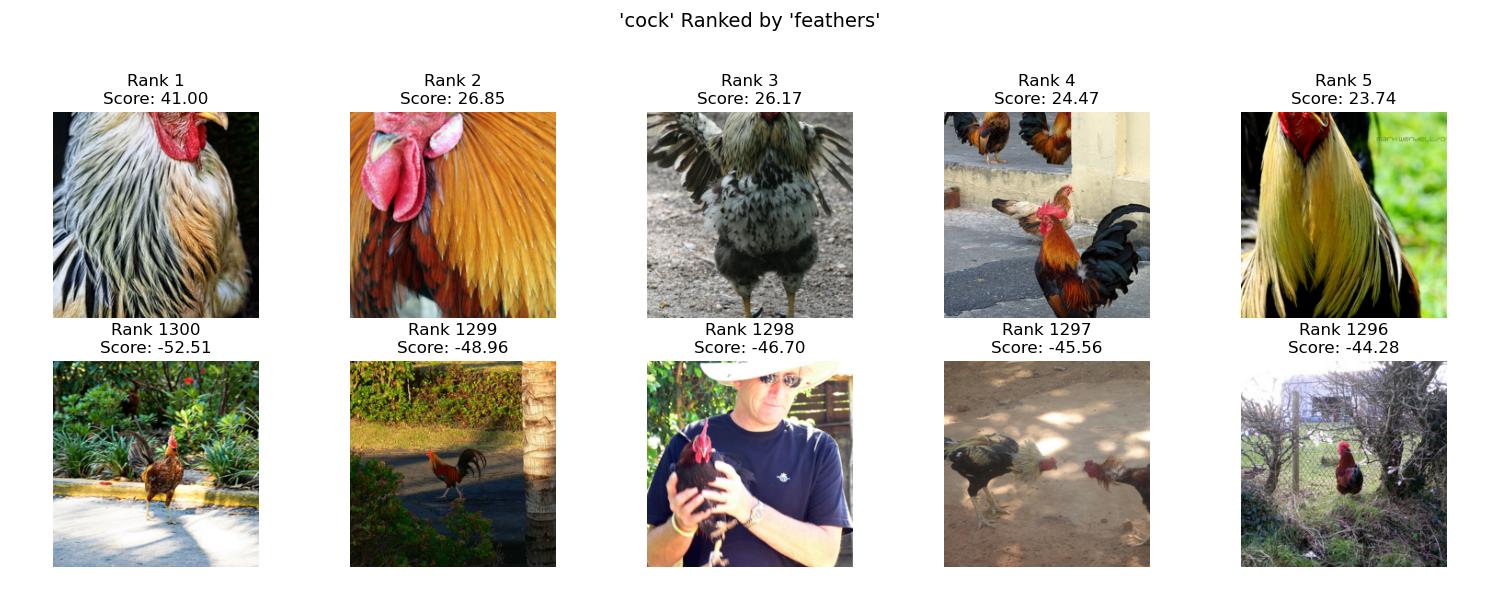 'cock' Ranked by 'feathers'
Rank 1
Score: 41.00
Rank 2
Score: 26.85
Rank 3
Score: 26.17
Rank 4
Score: 24.47
Rank 5
Score: 23.74
Rank 1300
Score: -52.51
Rank 1299
Score: -48.96
Rank 1298
Score: -46.70
Rank 1297
Score: -45.56
Rank 1296
Score: -44.28